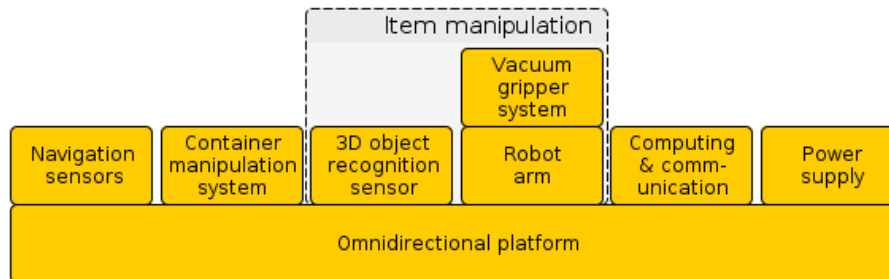 Item manipulation
Vacuum
gripper
system
Navigation
sensors
Container
manipulation
system
3D object
recognition
sensor
Robot
arm
Computing
& comm-
unication
Power
supply
Omnidirectional platform